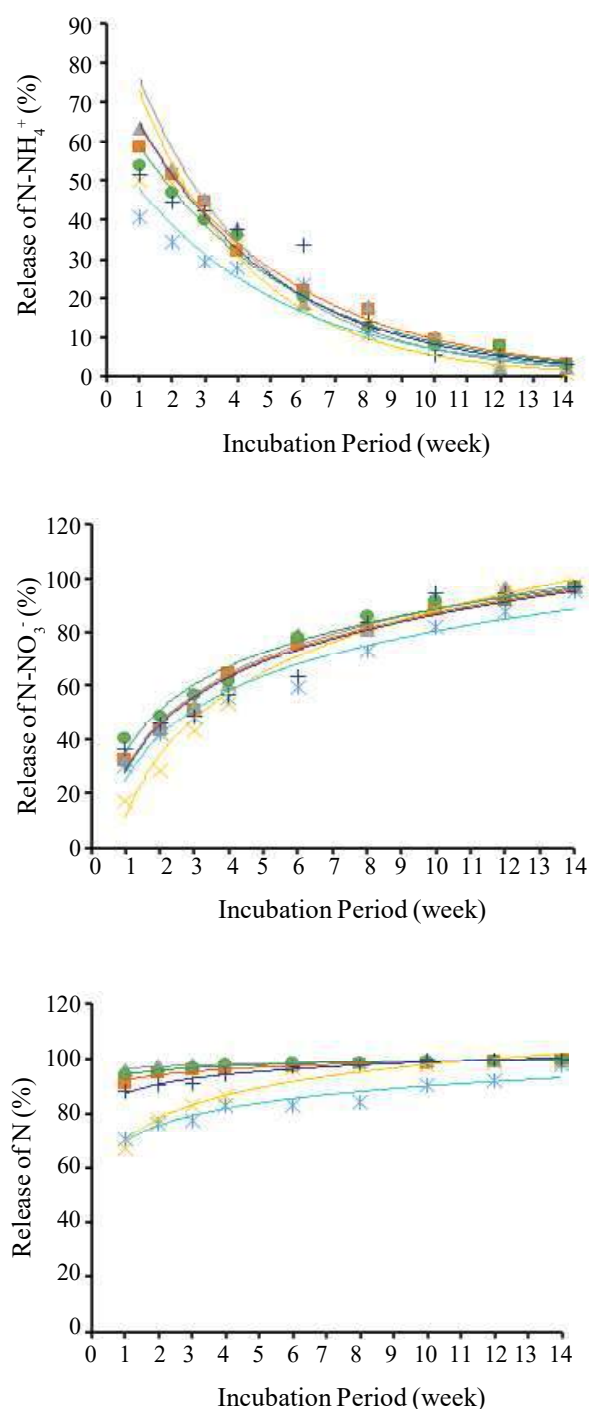 Release of N-NH4+ (%)
90
80
70
60
50
40
30
20
10
0
0 1 2 3 4 5 6 7 8 9 10 11 12 13 14
Incubation Period (week)
Release of N-NO3- (%)
120
100
80
60
40
20
0
0 1 2 3 4 5 6 7 8 9 10 11 12 13 14
Incubation Period (week)
Release of N (%)
120
100
80
60
40
20
0
0 1 2 3 4 5 6 7 8 9 10 11 12 13 14
Incubation Period (week)